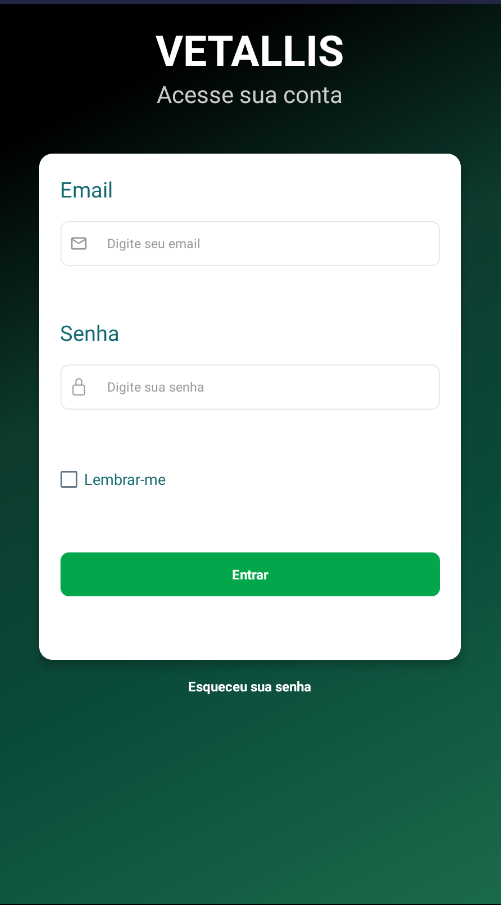 VETALLIS
Acesse sua conta
Email
Digite seu email
Senha
Digite sua senha
Lembrar-me
Entrar
Esqueceu sua senha